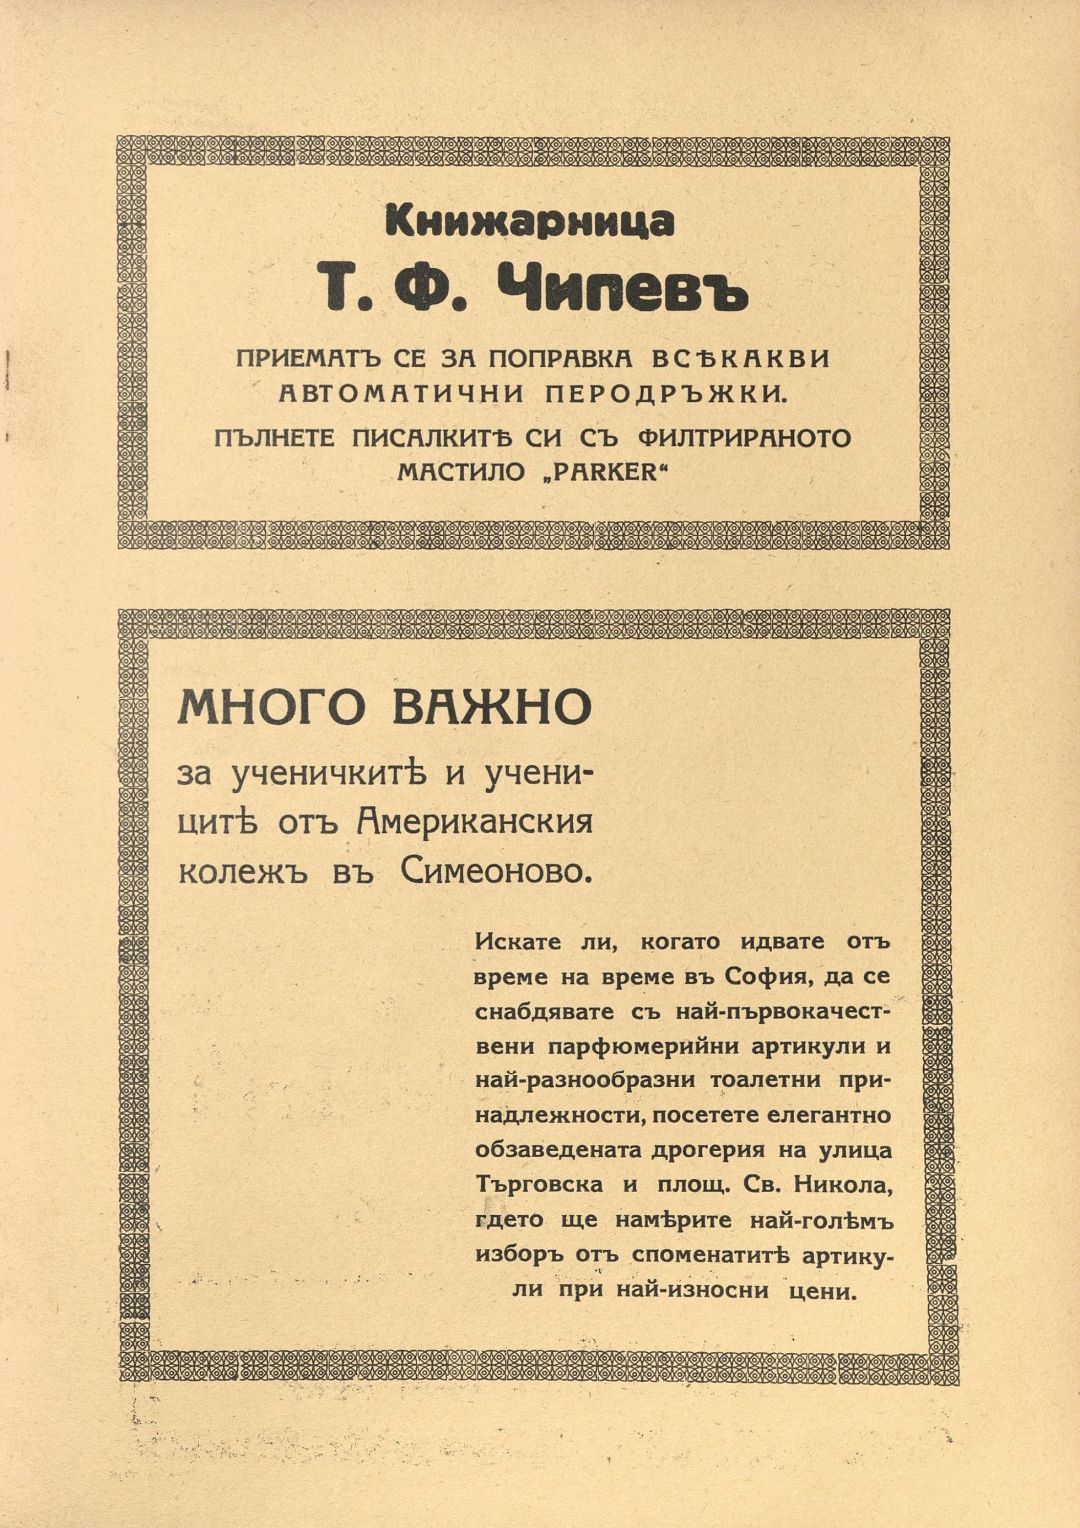 Книжарница
Т. Ф. Чипевъ
ПРИЕМАТЪ СЕ ЗА ПОПРАВКА ВСѢКАКВИ
АВТОМАТИЧНИ ПЕРОДРЪЖКИ.
ПЪЛНЕТЕ ПИСАЛКИТѢ СИ СЪ ФИЛТРИРАНОТО
МАСТИЛО „PARKER“
МНОГО ВАЖНО
за ученичкитѣ и учени-
цитѣ отъ Американския
колежъ въ Симеоново.
Искате ли, когато идвате отъ
време на време въ София, да се
снабдявате съ най-първокачест-
вени парфюмерийни артикули и
най-разнообразни тоалетни при-
надлежности, посетете елегантно
обзаведената дрогерия на улица
Търговска и площ. Св. Никола,
гдето ще намѣрите най-голѣмъ
изборъ отъ споменатитѣ артику-
ли при най-износни цени.